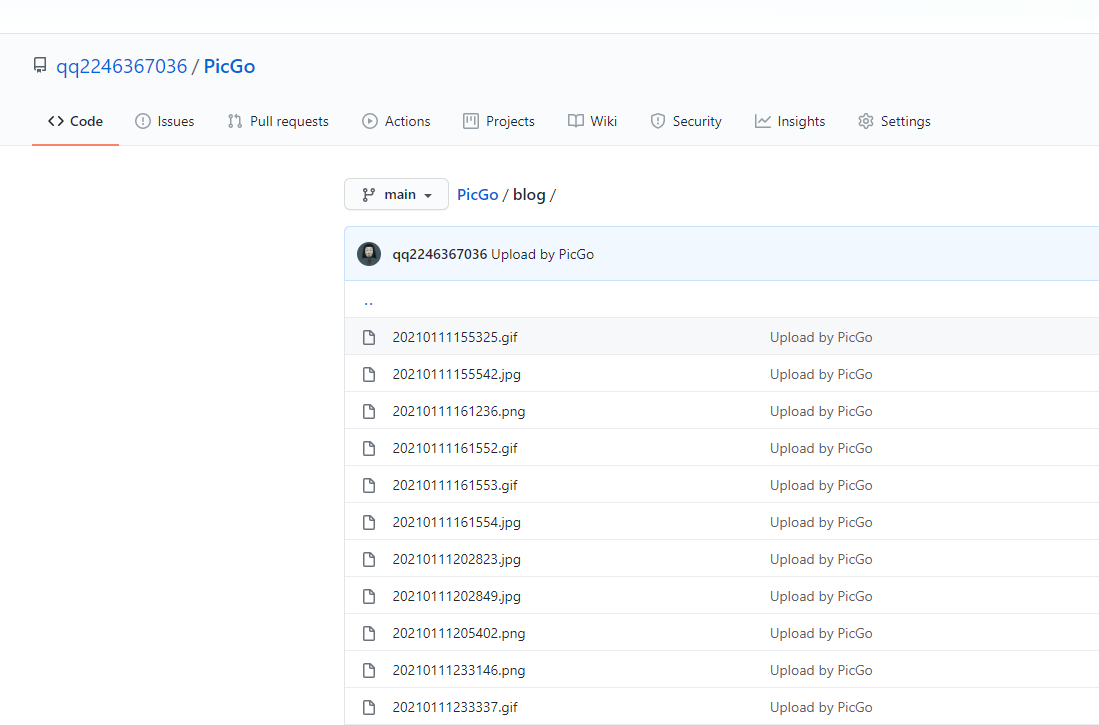 qq2246367036 / PicGo
Code Issues Pull requests Actions Projects Wiki Security Insights Settings
main PicGo / blog /
qq2246367036 Upload by PicGo
..
20210111155325.gif Upload by PicGo
20210111155542.jpg Upload by PicGo
20210111161236.png Upload by PicGo
20210111161552.gif Upload by PicGo
20210111161553.gif Upload by PicGo
20210111161554.jpg Upload by PicGo
20210111202823.jpg Upload by PicGo
20210111202849.jpg Upload by PicGo
20210111205402.png Upload by PicGo
20210111233146.png Upload by PicGo
20210111233337.gif Upload by PicGo